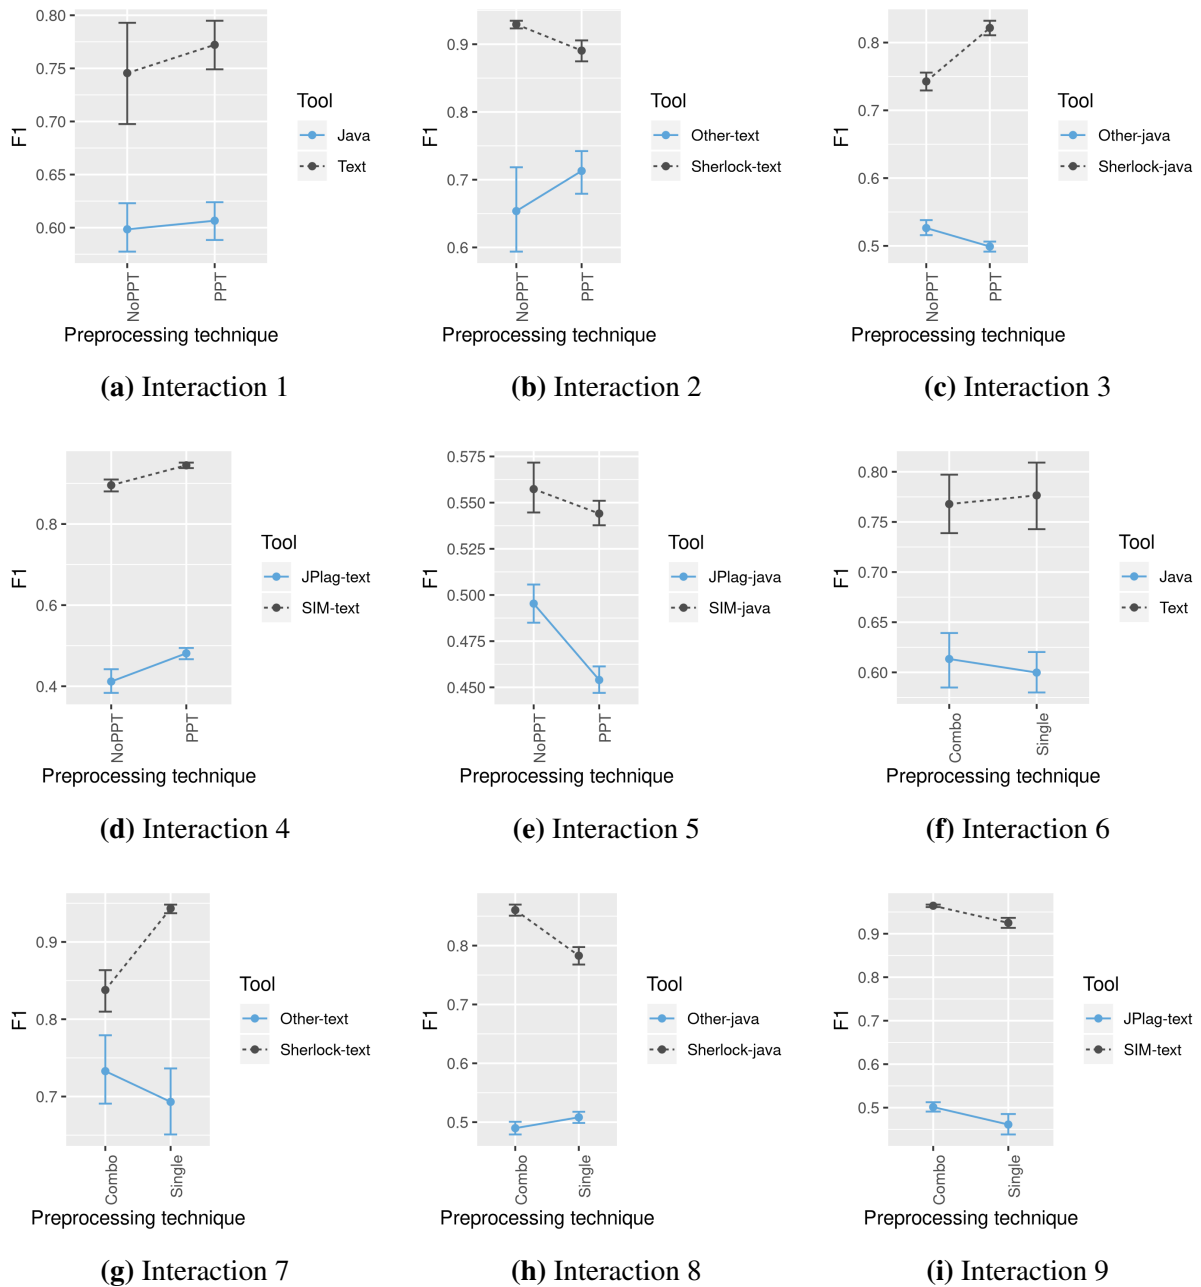 0.80
0.75
0.70
0.65
0.60
F1
NoPPT
PPT
Preprocessing technique
Tool
Java
Text
(a) Interaction 1
0.9
0.8
0.7
0.6
F1
NoPPT
PPT
Preprocessing technique
Tool
Other-text
Sherlock-text
(b) Interaction 2
0.8
0.7
0.6
0.5
F1
NoPPT
PPT
Preprocessing technique
Tool
Other-java
Sherlock-java
(c) Interaction 3
0.8
0.6
0.4
F1
NoPPT
PPT
Preprocessing technique
Tool
JPlag-text
SIM-text
(d) Interaction 4
0.575
0.550
0.525
0.500
0.475
0.450
F1
NoPPT
PPT
Preprocessing technique
Tool
JPlag-java
SIM-java
(e) Interaction 5
0.80
0.75
0.70
0.65
0.60
F1
Combo
Single
Preprocessing technique
Tool
Java
Text
(f) Interaction 6
0.9
0.8
0.7
F1
Combo
Single
Preprocessing technique
Tool
Other-text
Sherlock-text
(g) Interaction 7
0.8
0.7
0.6
0.5
F1
Combo
Single
Preprocessing technique
Tool
Other-java
Sherlock-java
(h) Interaction 8
0.9
0.8
0.7
0.6
0.5
F1
Combo
Single
Preprocessing technique
Tool
JPlag-text
SIM-text
(i) Interaction 9